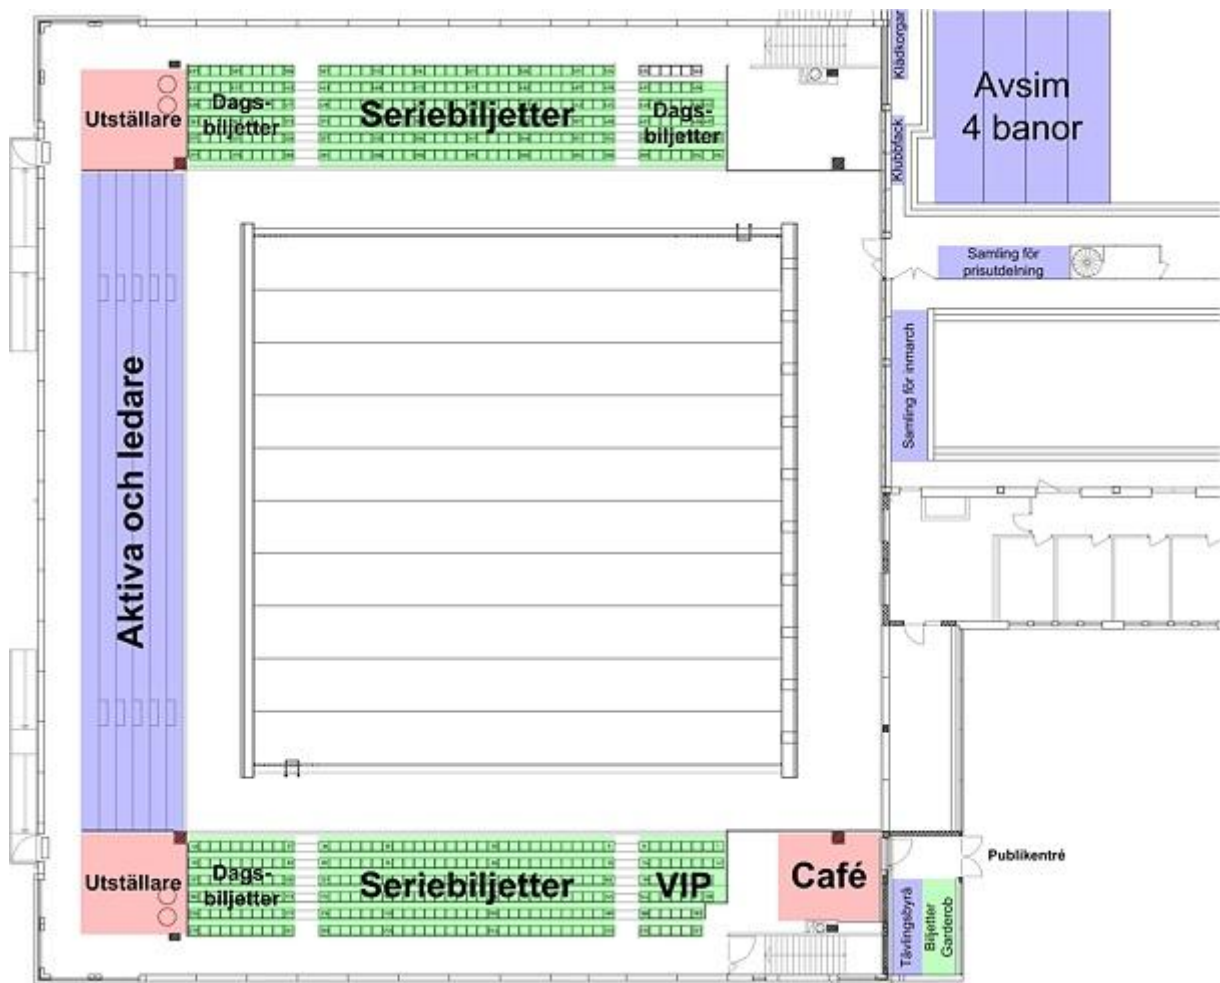 Klädkorgar
Avsim
4 banor
Utställare
Dags-
biljetter
Seriebiljetter
Dags-
biljetter
Klubbfack
Samling för
prisutdelning
Samling för inmarch
Aktiva och ledare
Utställare
Dags-
biljetter
Seriebiljetter
VIP
Café
Publikentré
Tävlingsbyrå
Biljetter
Garderob